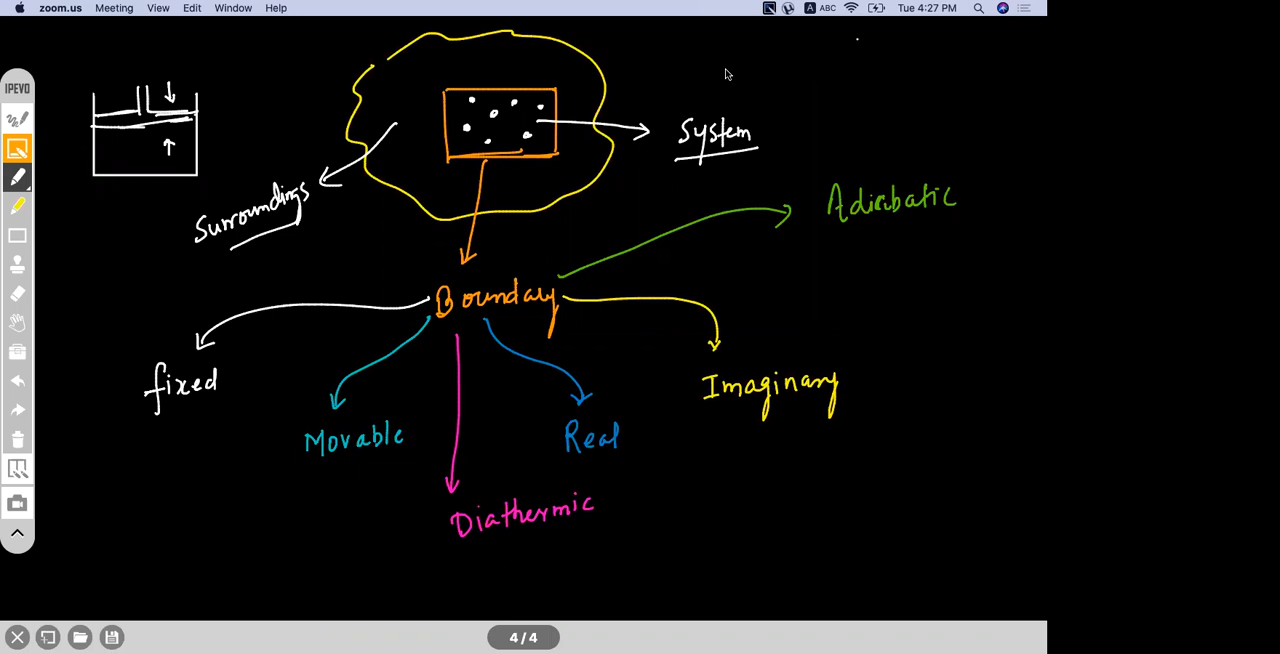 zoom.us Meeting View Edit Window Help
A ABC Tue 4:27 PM
IPEVO
System
Surroundings
Adiabatic
Boundary
fixed
Imaginary
Movable
Real
Diathermic
4/4